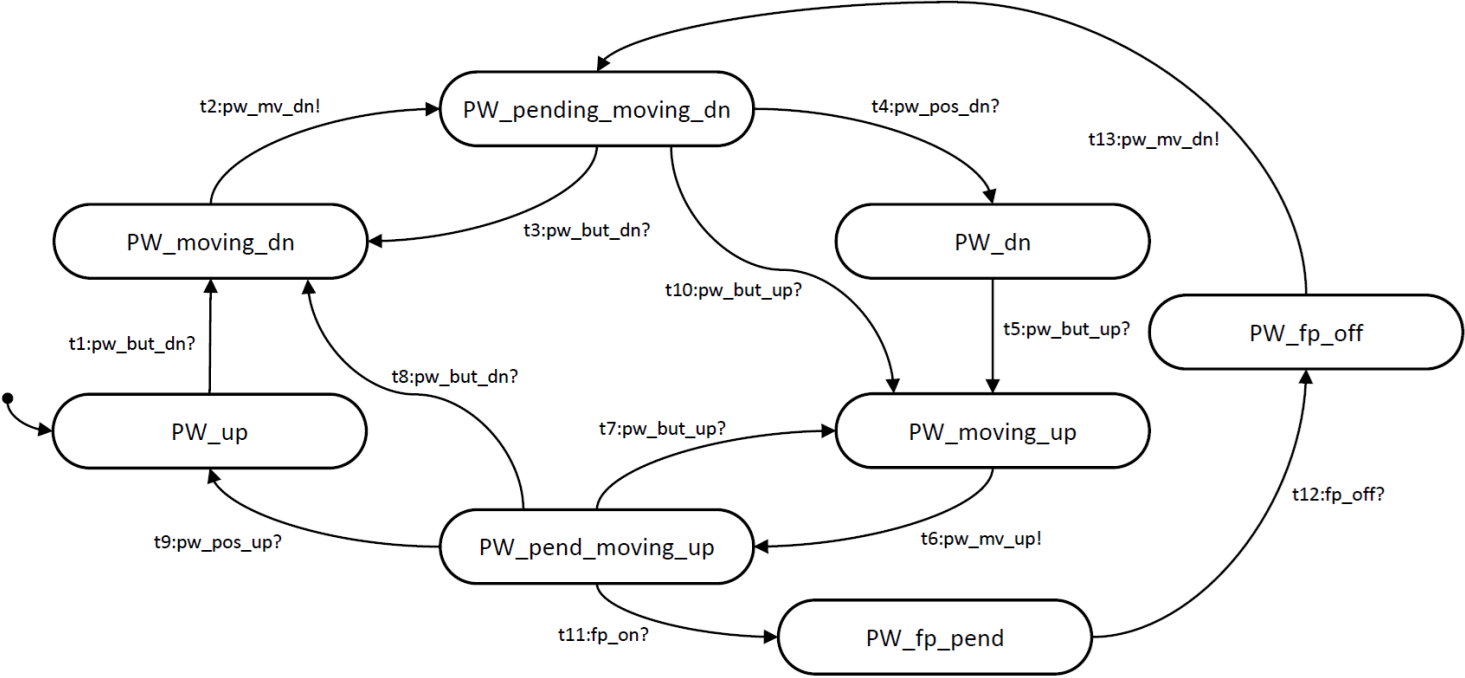 t2:pw_mv_dn!
PW_pending_moving_dn
t4:pw_pos_dn?
t13:pw_mv_dn!
PW_moving_dn
t3:pw_but_dn?
PW_dn
t10:pw_but_up?
t1:pw_but_dn?
t5:pw_but_up?
PW_fp_off
t8:pw_but_dn?
PW_up
t7:pw_but_up?
PW_moving_up
t12:fp_off?
t9:pw_pos_up?
PW_pend_moving_up
t6:pw_mv_up!
t11:fp_on?
PW_fp_pend